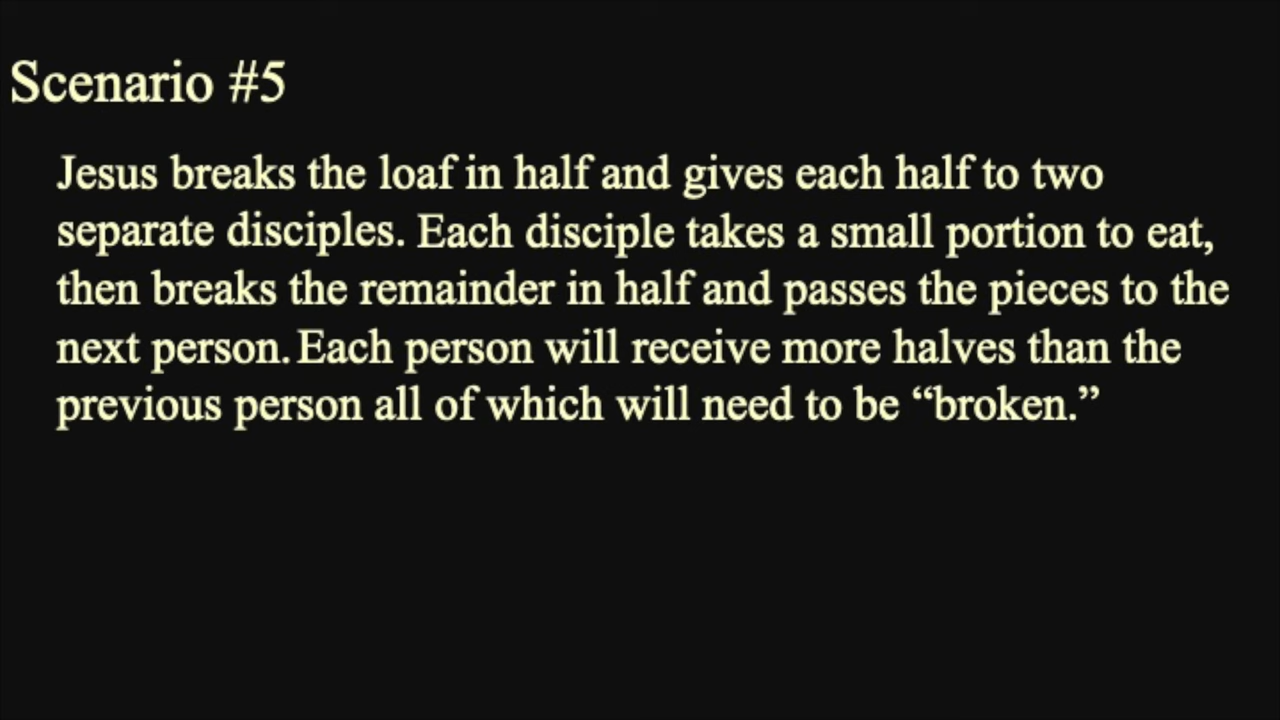 Scenario #5
Jesus breaks the loaf in half and gives each half to two
separate disciples. Each disciple takes a small portion to eat,
then breaks the remainder in half and passes the pieces to the
next person. Each person will receive more halves than the
previous person all of which will need to be “broken.”